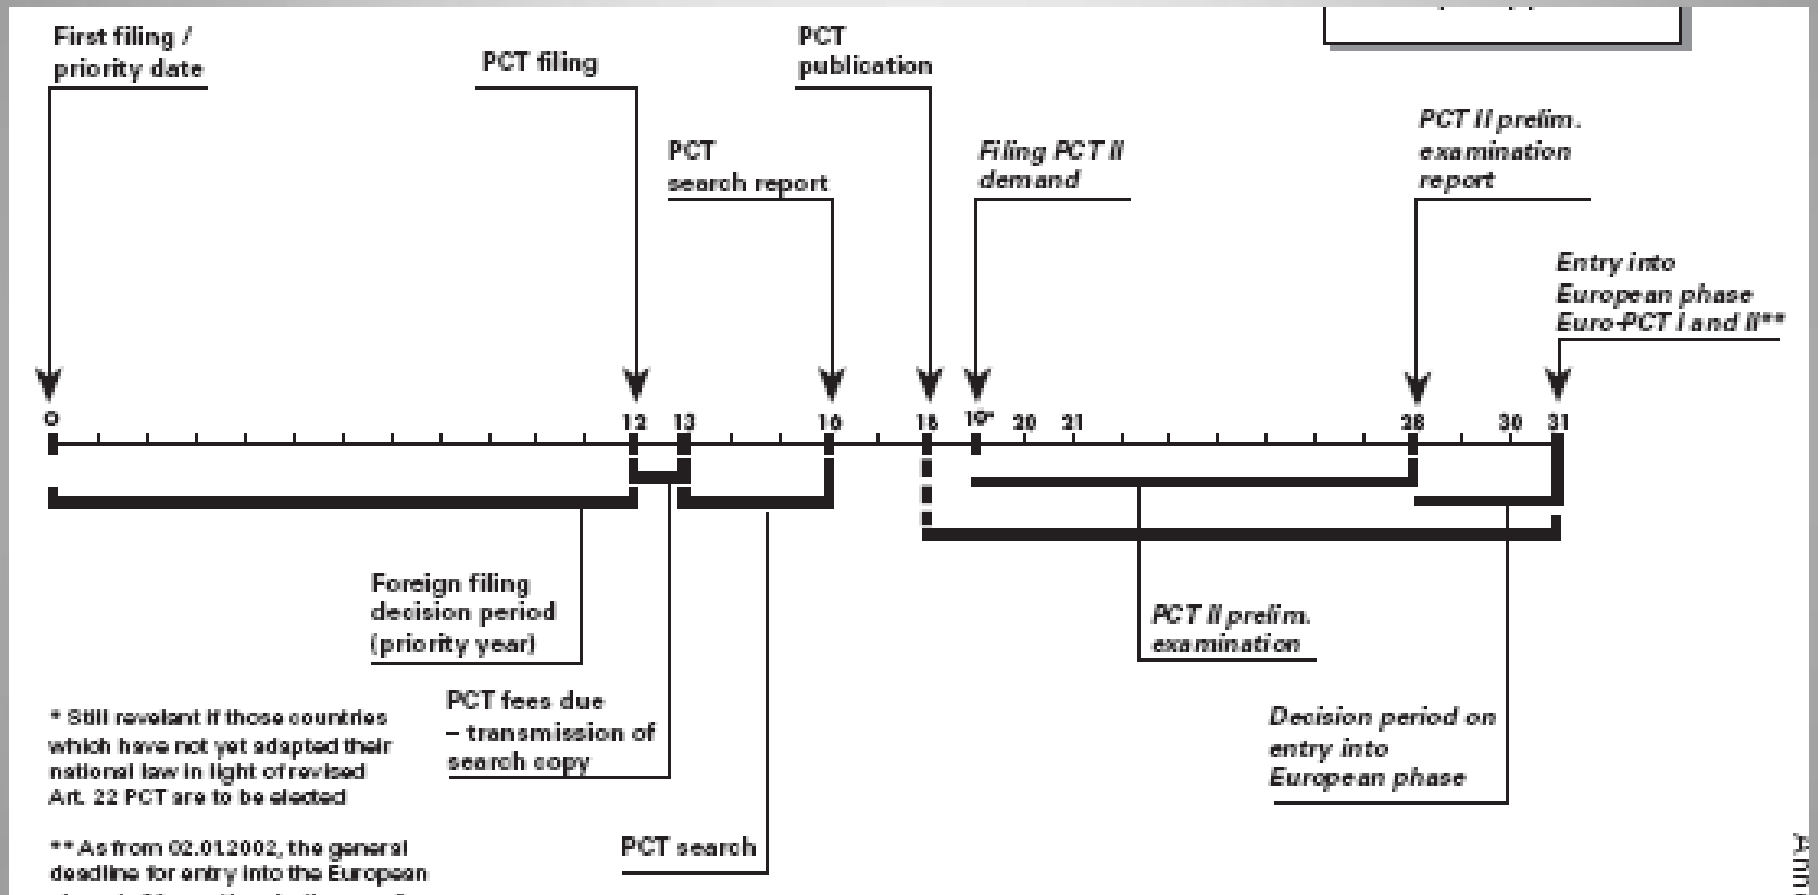 First filing /
priority date
PCT filing
PCT
publication
PCT
search report
Filing PCT II
demand
PCT II prelim.
examination
report
Entry into
European phase
Euro-PCT I and II**
0 12 13 16 18 19* 20 21 28 30 31
Foreign filing
decision period
(priority year)
PCT fees due
– transmission of
search copy
PCT search
PCT II prelim.
examination
Decision period on
entry into
European phase
* Still revelant if those countries
which have not yet adapted their
national law in light of revised
Art. 22 PCT are to be elected
** As from 02.01.2002, the general
deadline for entry into the European